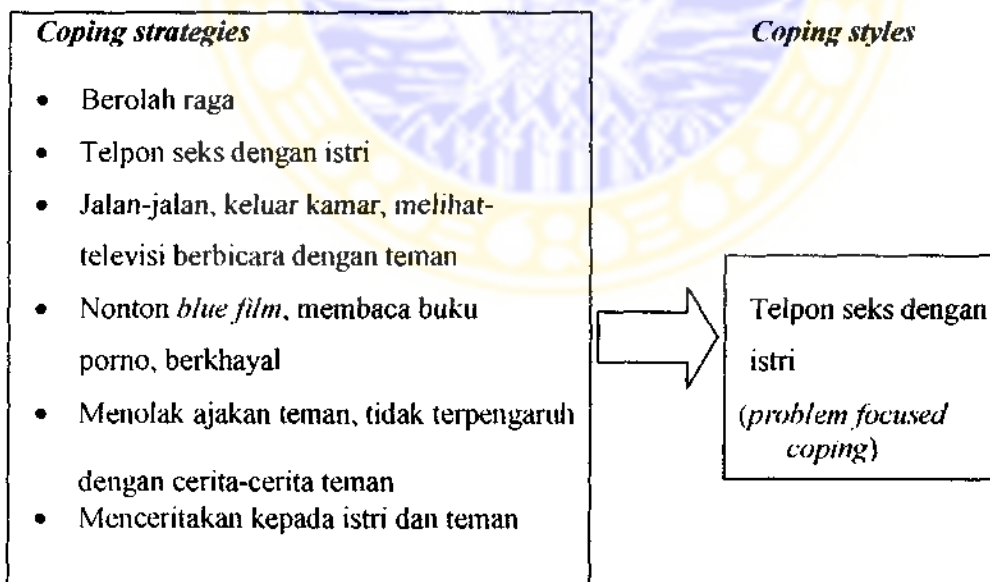 Coping strategies
• Berolah raga
• Telpon seks dengan istri
• Jalan-jalan, keluar kamar, melihat-
televisi berbicara dengan teman
• Nonton blue film, membaca buku
porno, berkhayal
• Menolak ajakan teman, tidak terpengaruh
dengan cerita-cerita teman
• Menceritakan kepada istri dan teman
Coping styles
Telpon seks dengan
istri
(problem focused
coping)